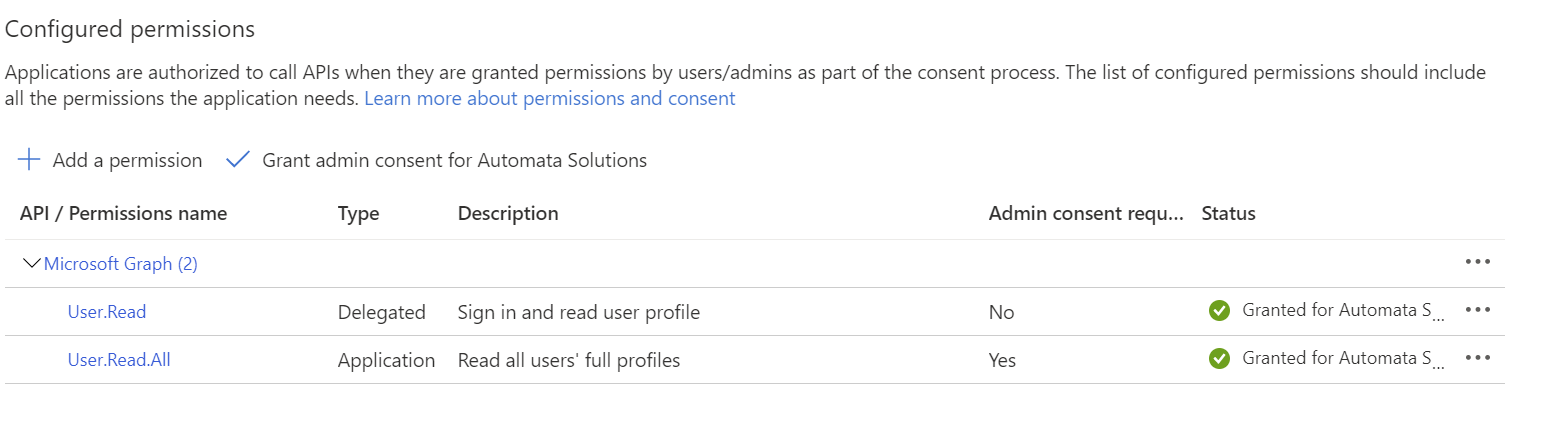 Configured permissions
Applications are authorized to call APIs when they are granted permissions by users/admins as part of the consent process. The list of configured permissions should include
all the permissions the application needs. Learn more about permissions and consent
Add a permission Grant admin consent for Automata Solutions
API / Permissions name Type Description Admin consent requ... Status
Microsoft Graph (2)
User.Read Delegated Sign in and read user profile No Granted for Automata S...
User.Read.All Application Read all users' full profiles Yes Granted for Automata S...